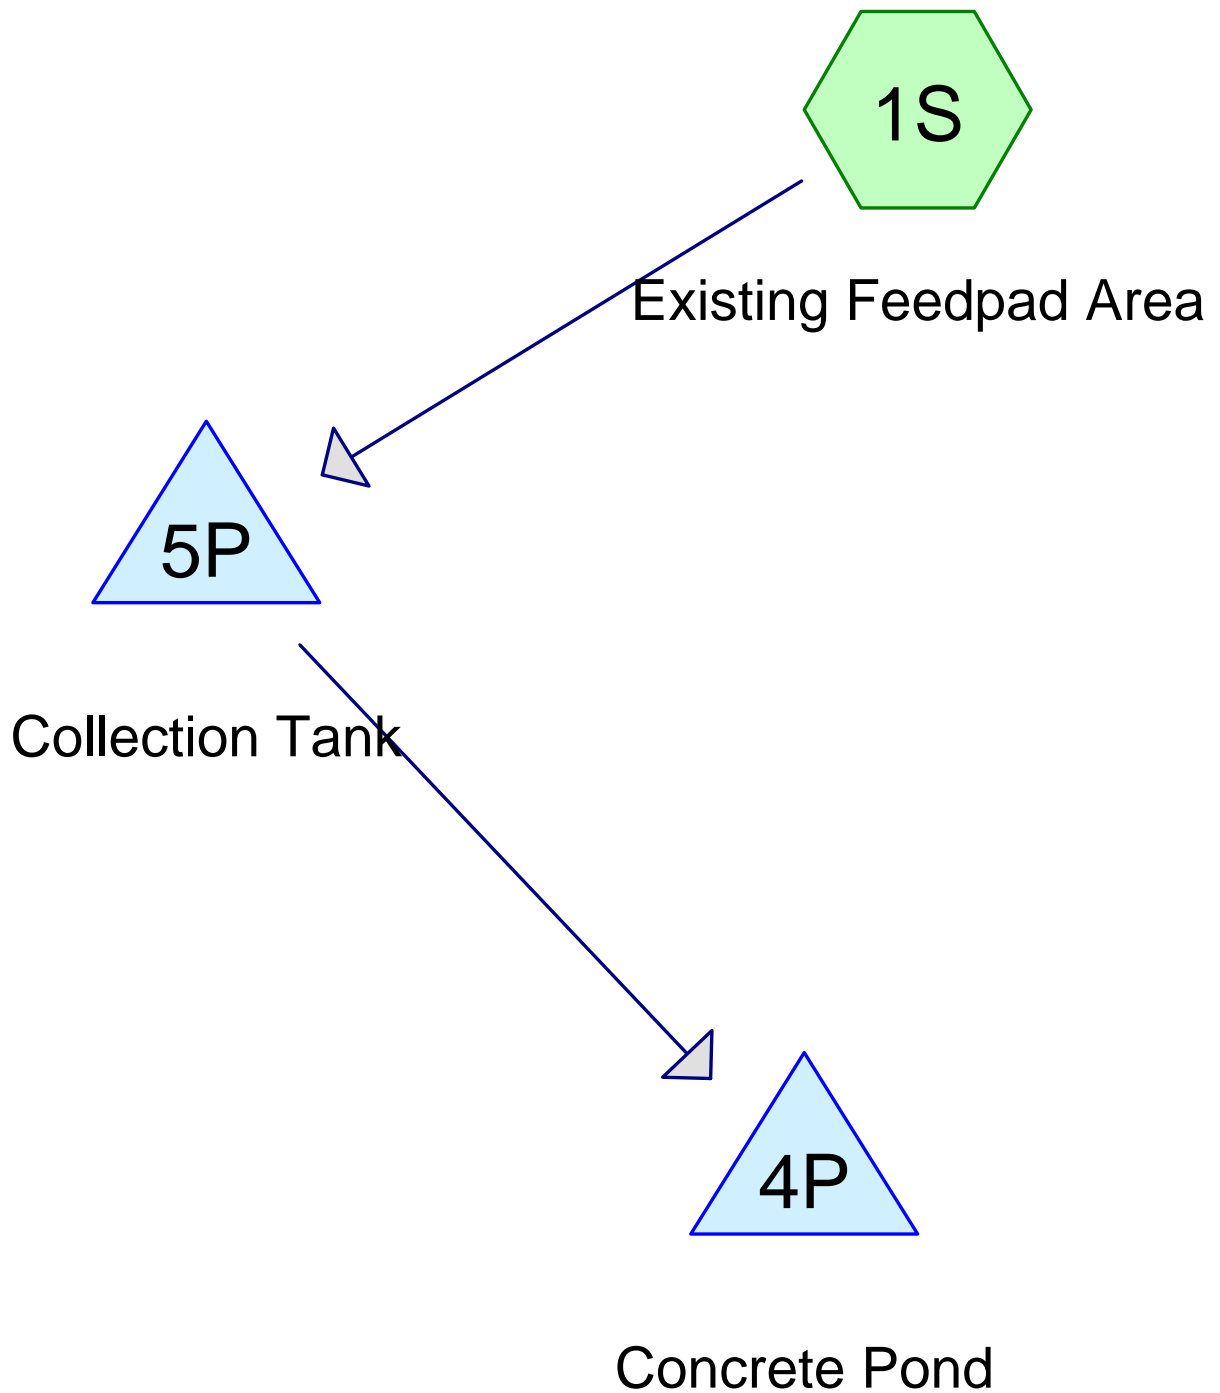 1S
Existing Feedpad Area
5P
Collection Tank
4P
Concrete Pond